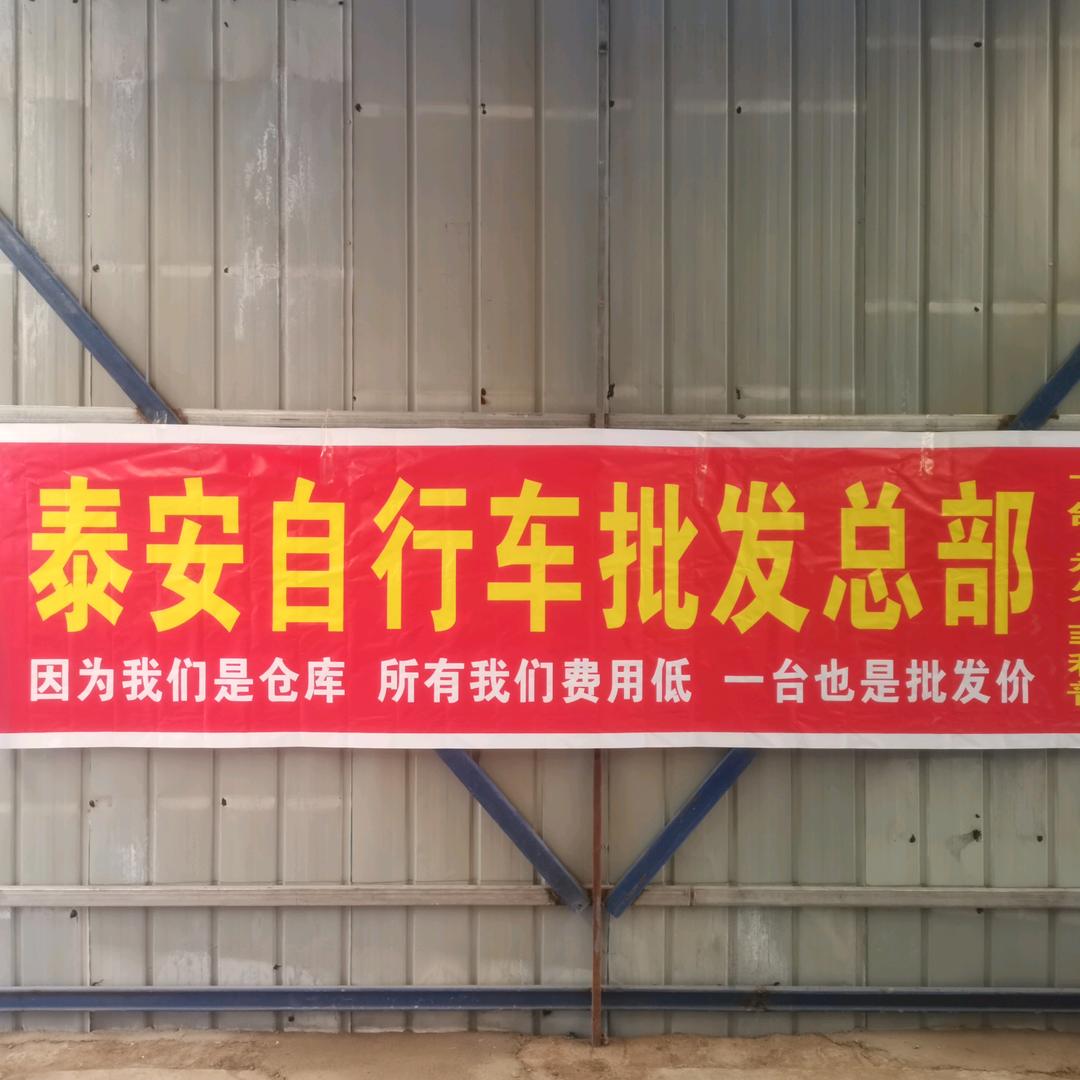 泰安自行车批发总部
因为我们是仓库 所有我们费用低 一台也是批发价